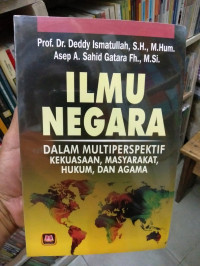 Prof. Dr. Deddy Ismatullah, S.H., M.Hum.
Asep A. Sahid Gatara Fh., M.Si.
ILMU
NEGARA
DALAM MULTIPERSPEKTIF
KEKUASAAN, MASYARAKAT,
HUKUM, DAN AGAMA